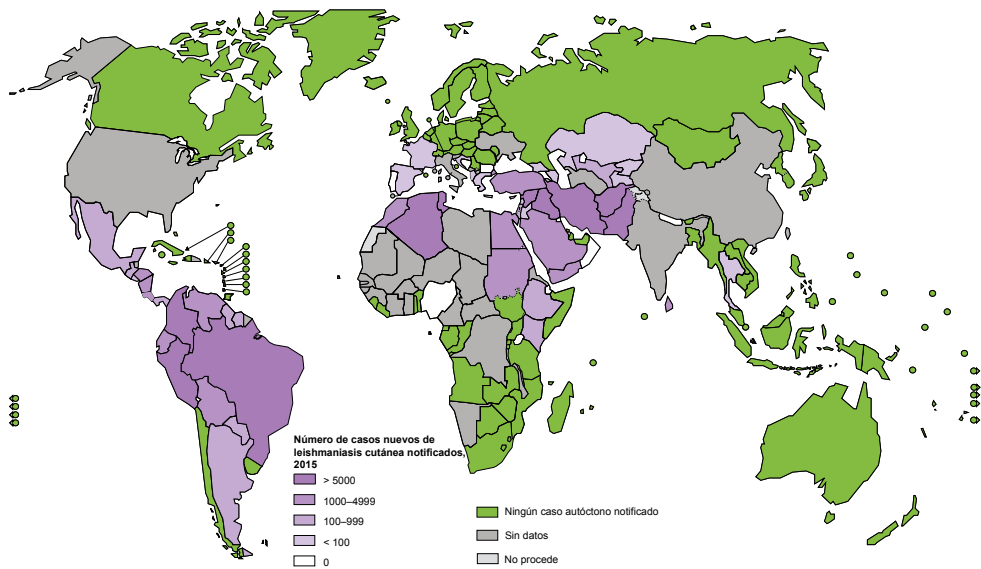 Número de casos nuevos de
leishmaniasis cutánea notificados,
2015
> 5000
1000–4999
100–999
< 100
0
Ningún caso autóctono notificado
Sin datos
No procede